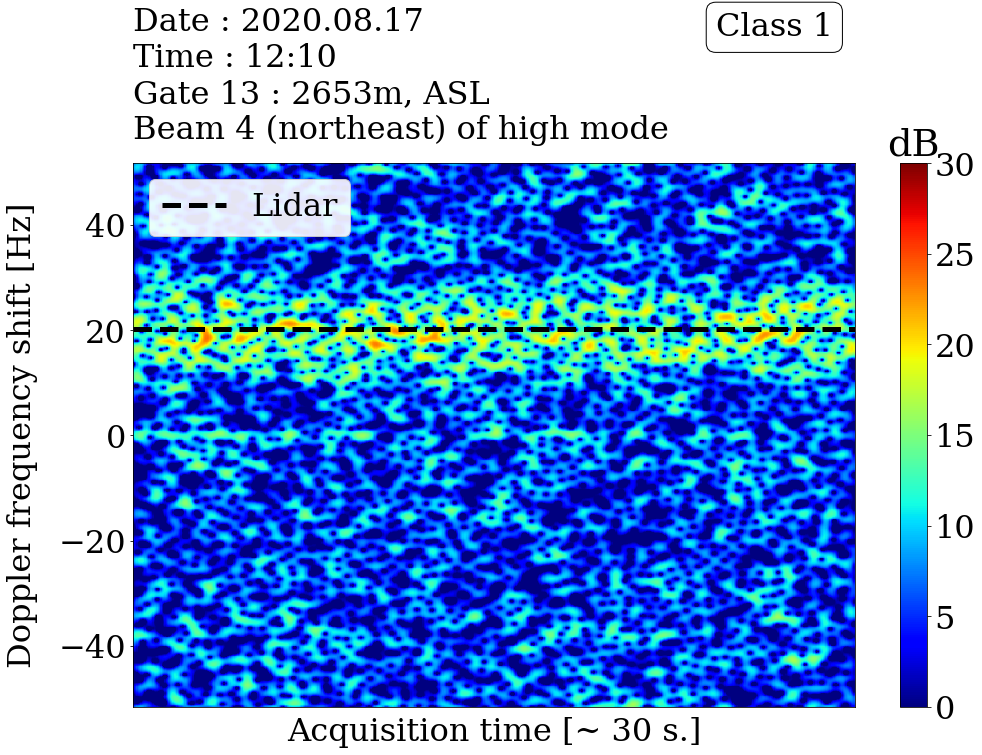 Date : 2020.08.17
Time : 12:10
Gate 13 : 2653m, ASL
Beam 4 (northeast) of high mode
Class 1
dB
Lidar
Doppler frequency shift [Hz]
40
20
0
−20
−40
Acquisition time [~ 30 s.]
30
25
20
15
10
5
0